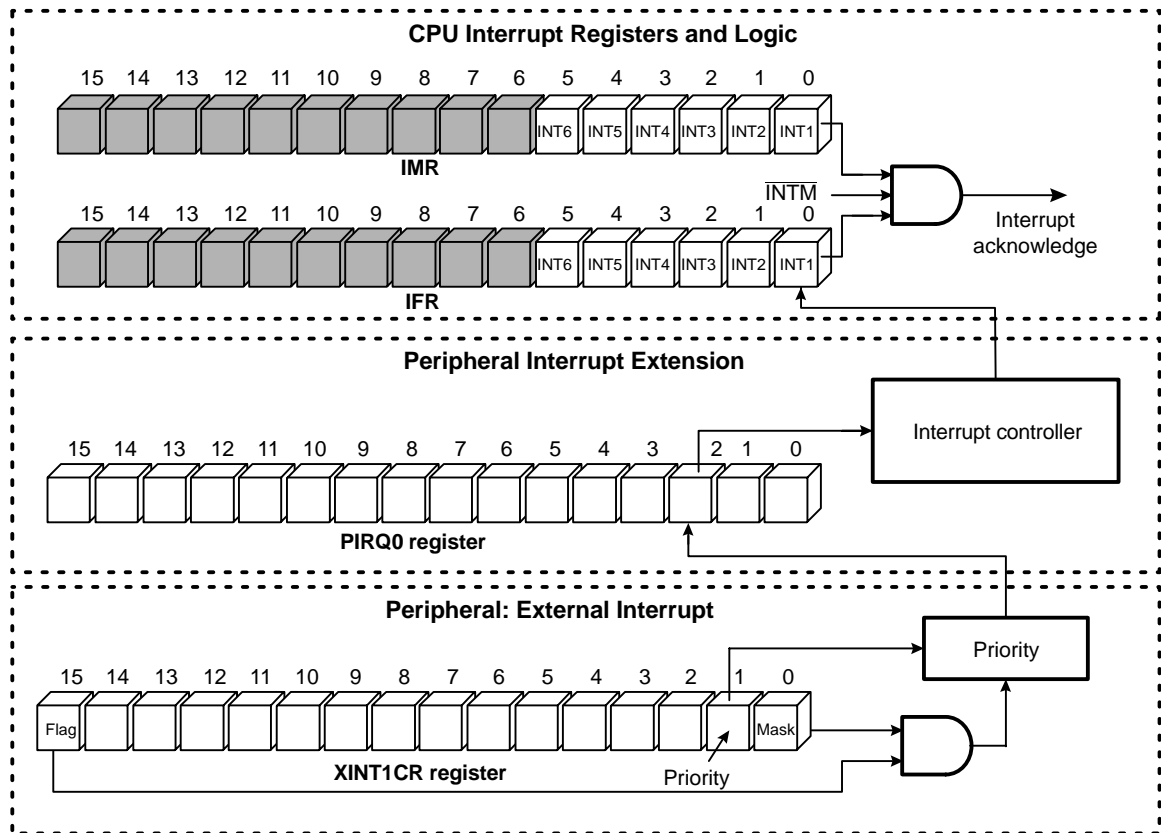 CPU Interrupt Registers and Logic
15 14 13 12 11 10 9 8 7 6 5 4 3 2 1 0
INT6 INT5 INT4 INT3 INT2 INT1
IMR
INTM
15 14 13 12 11 10 9 8 7 6 5 4 3 2 1 0
INT6 INT5 INT4 INT3 INT2 INT1
IFR
Interrupt
acknowledge
Peripheral Interrupt Extension
Interrupt controller
15 14 13 12 11 10 9 8 7 6 5 4 3 2 1 0
PIRQ0 register
Peripheral: External Interrupt
Priority
15 14 13 12 11 10 9 8 7 6 5 4 3 2 1 0
Flag Mask
XINT1CR register
Priority